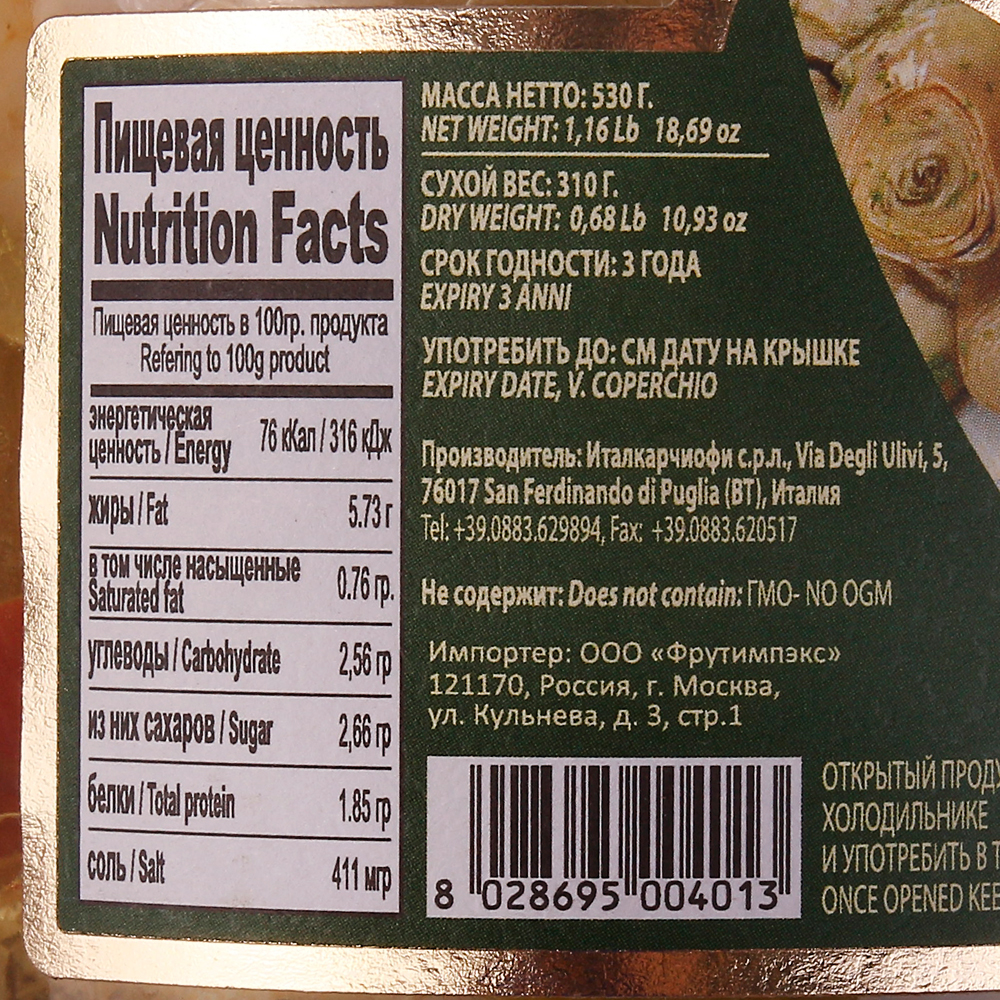 Пищевая ценность
Nutrition Facts
Пищевая ценность в 100гр. продукта
Refering to 100g product
энергетическая
ценность / Energy 76 кКал / 316 кДж
жиры / Fat 5.73 г
в том числе насыщенные
Saturated fat 0.76 гр.
углеводы / Carbohydrate 2,56 гр
из них сахаров / Sugar 2,66 гр
белки / Total protein 1.85 гр
соль / Salt 411 мгр
МАССА НЕТТО: 530 Г.
NET WEIGHT: 1,16 Lb 18,69 oz
СУХОЙ ВЕС: 310 Г.
DRY WEIGHT: 0,68 Lb 10,93 oz
СРОК ГОДНОСТИ: 3 ГОДА
EXPIRY 3 ANNI
УПОТРЕБИТЬ ДО: СМ ДАТУ НА КРЫШКЕ
EXPIRY DATE, V. COPERCHIO
Производитель: Италкарчиофи с.р.л., Via Degli Ulivi, 5,
76017 San Ferdinando di Puglia (BT), Италия
Tel: +39.0883.629894, Fax: +39.0883.620517
Не содержит: Does not contain: ГМО- NO OGM
Импортер: ООО «Фрутимпэкс»
121170, Россия, г. Москва,
ул. Кульнева, д. 3, стр.1
8 028695 004013
ОТКРЫТЫЙ ПРОДУ
ХОЛОДИЛЬНИКЕ
И УПОТРЕБИТЬ В Т
ONCE OPENED KEE